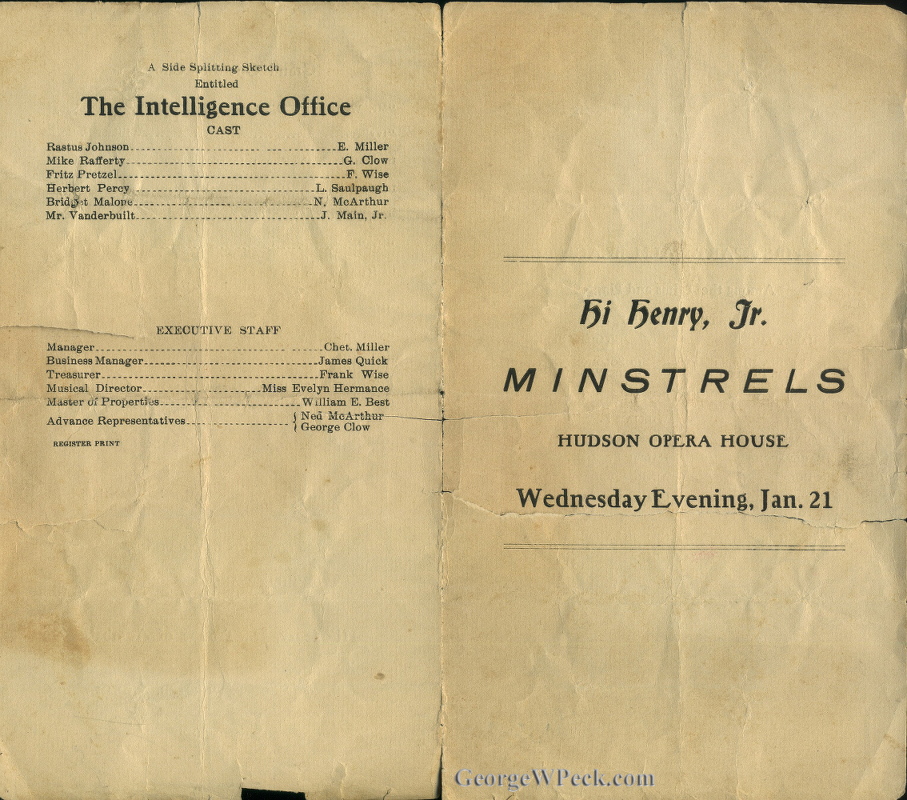 A Side Splitting Sketch
Entitled
The Intelligence Office
CAST
Rastus Johnson E. Miller
Mike Rafferty G. Clow
Fritz Pretzel F. Wise
Herbert Percy L. Saulpaugh
Bridget Malone N. McArthur
Mr. Vanderbuilt J. Main, Jr.
EXECUTIVE STAFF
Manager Chet. Miller
Business Manager James Quick
Treasurer Frank Wise
Musical Director Miss Evelyn Hermance
Master of Properties William E. Best
Advance Representatives { Ned McArthur
George Clow
REGISTER PRINT
Hi Henry, Jr.
MINSTRELS
HUDSON OPERA HOUSE
Wednesday Evening, Jan. 21
GeorgeWPeck.com